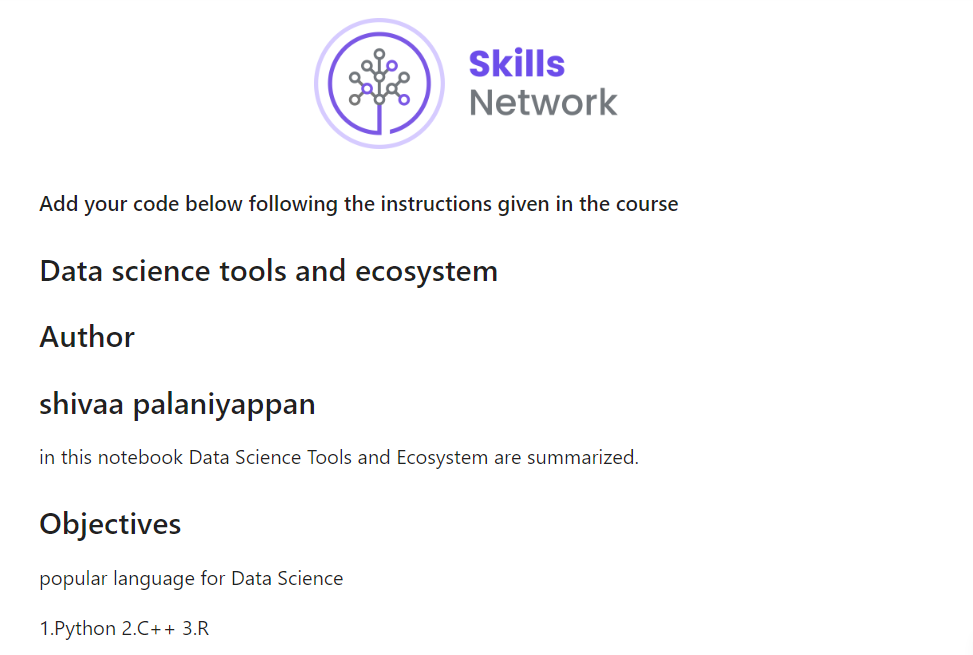 Skills
Network
Add your code below following the instructions given in the course
Data science tools and ecosystem
Author
shivaa palaniyappan
in this notebook Data Science Tools and Ecosystem are summarized.
Objectives
popular language for Data Science
1.Python 2.C++ 3.R